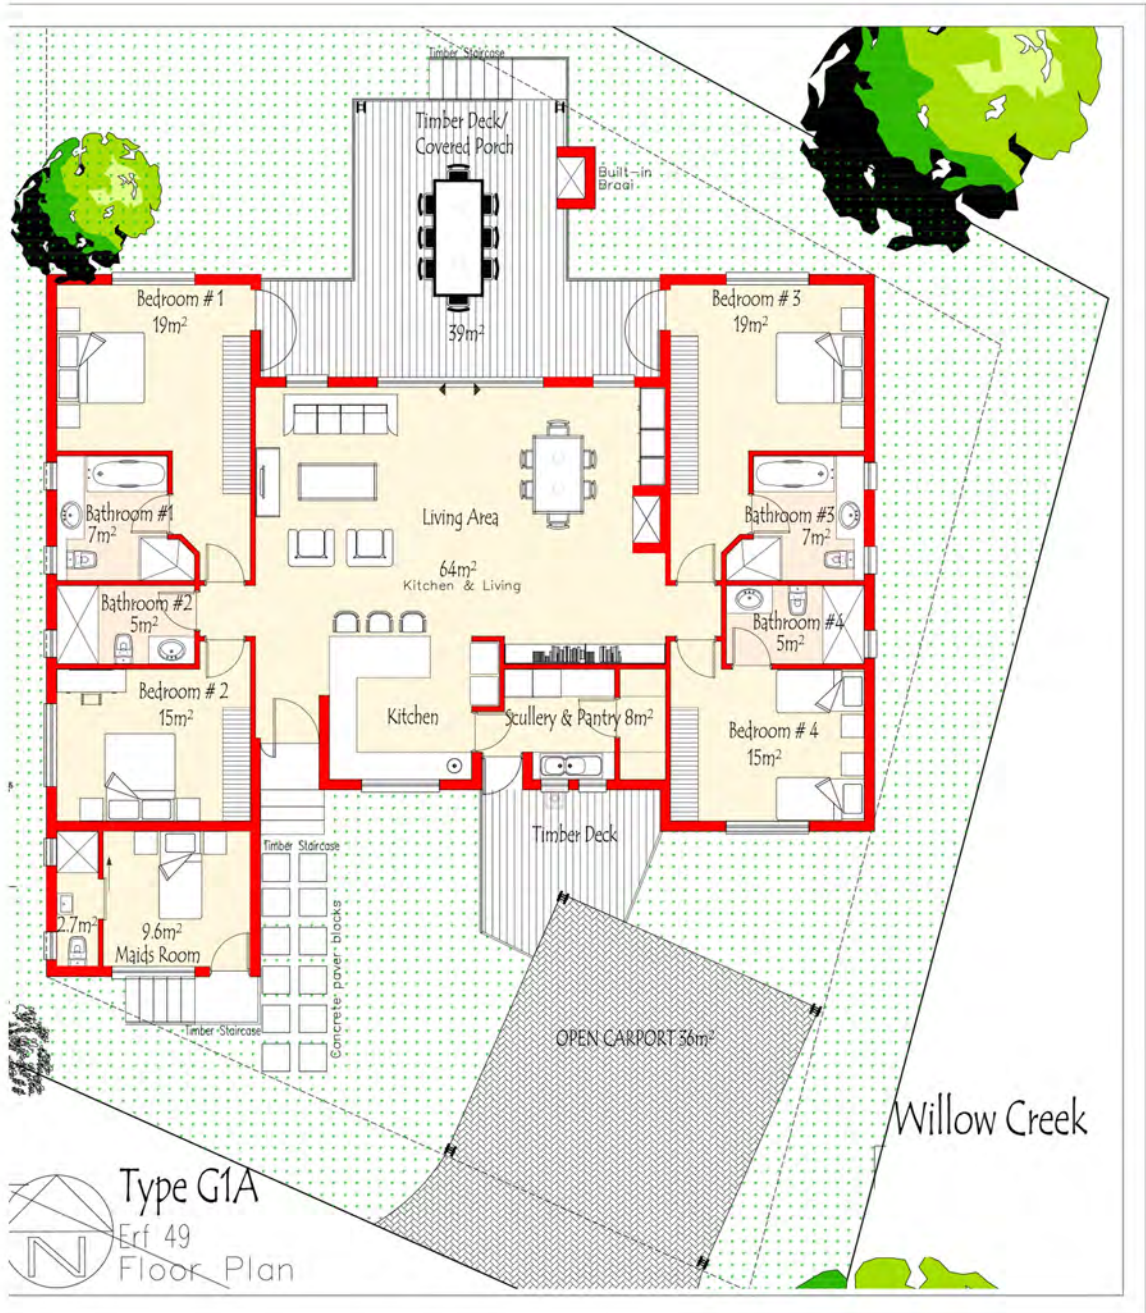 Timber Staircase
Timber Deck/
Covered Porch
Built-in
Braai
39m²
Bedroom # 1
19m²
Bedroom # 3
19m²
Bathroom #1
7m²
Living Area
64m²
Kitchen & Living
Bathroom #3
7m²
Bathroom #2
5m²
Bathroom #4
5m²
Bedroom # 2
15m²
Kitchen
Scullery & Pantry 8m²
Bedroom # 4
15m²
Timber Deck
Timber Staircase
2.7m²
9.6m²
Maids Room
Concrete paver blocks
Timber Staircase
OPEN CARPORT 36m²
Willow Creek
Type G1A
Erf 49
Floor Plan
N